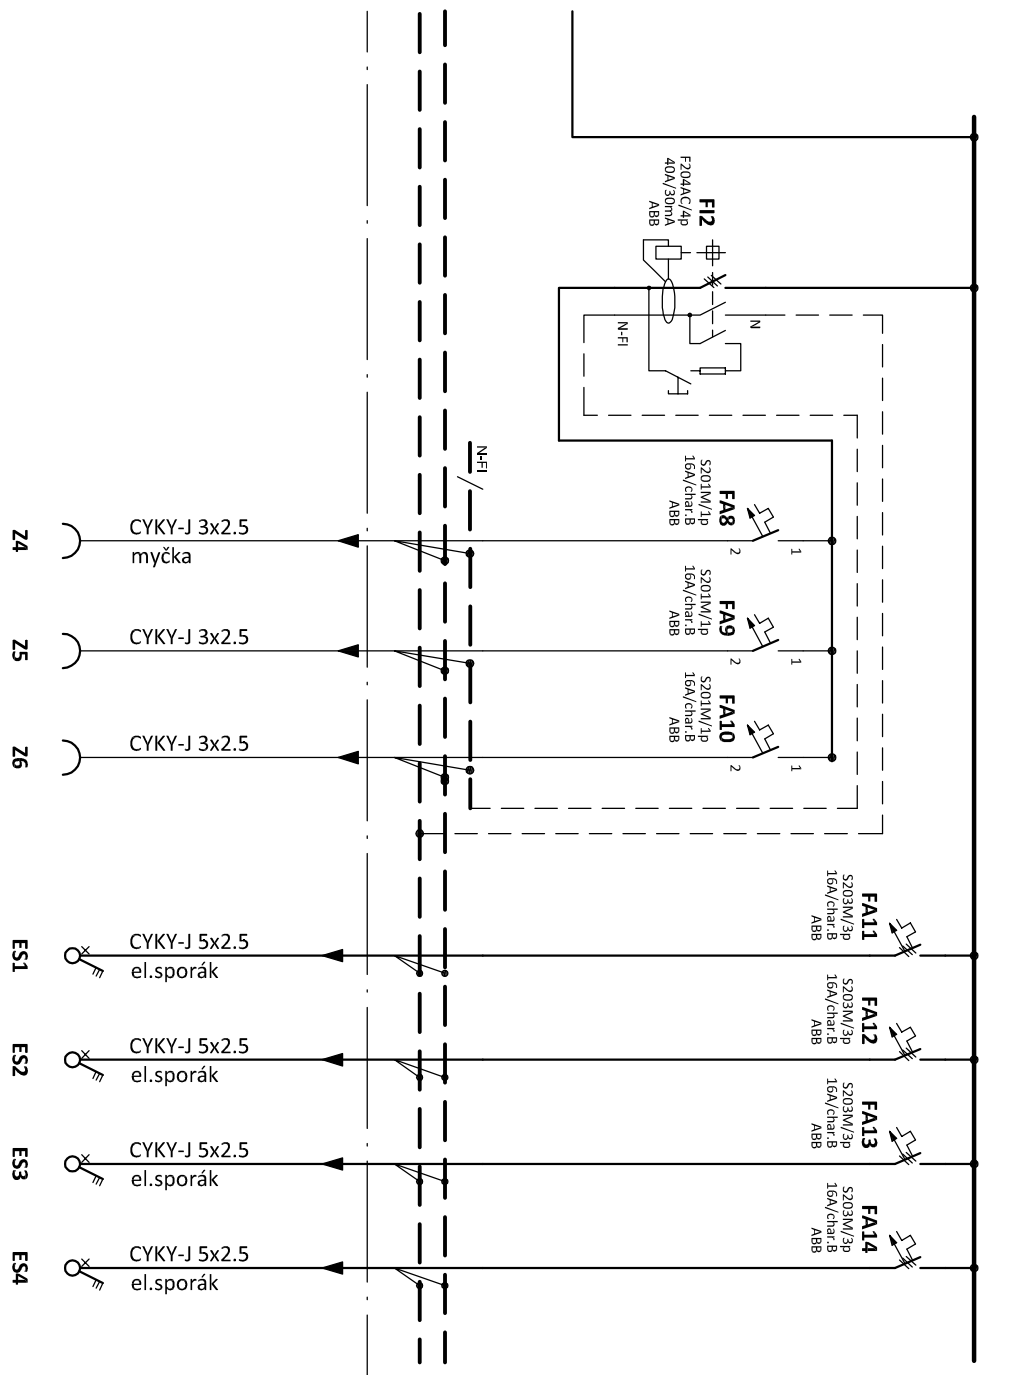 FI2
F204AC/4p
40A/30mA
ABB
N
N-FI
N-FI
FA8
S201M/1p
16A/char.B
ABB
1
2
CYKY-J 3x2.5
myčka
Z4
FA9
S201M/1p
16A/char.B
ABB
1
2
CYKY-J 3x2.5
Z5
FA10
S201M/1p
16A/char.B
ABB
1
2
CYKY-J 3x2.5
Z6
FA11
S203M/3p
16A/char.B
ABB
CYKY-J 5x2.5
el.sporák
ES1
FA12
S203M/3p
16A/char.B
ABB
CYKY-J 5x2.5
el.sporák
ES2
FA13
S203M/3p
16A/char.B
ABB
CYKY-J 5x2.5
el.sporák
ES3
FA14
S203M/3p
16A/char.B
ABB
CYKY-J 5x2.5
el.sporák
ES4